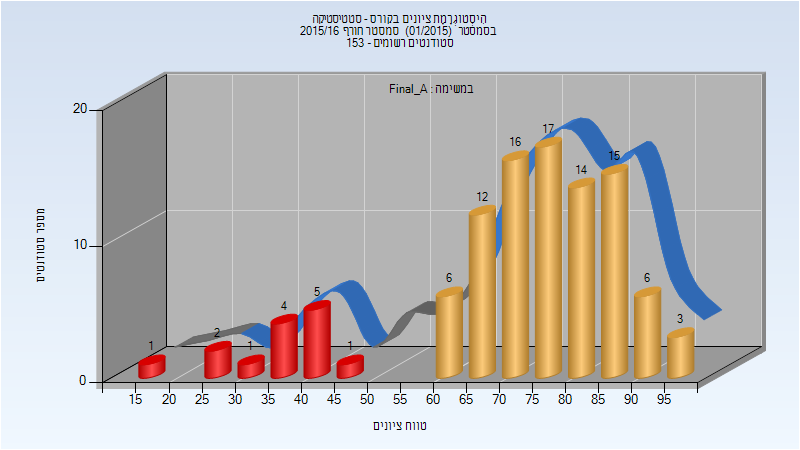 היסטוגרמת ציונים בקורס - סטטיסטיקה
בסמסטר (01/2015) סמסטר חורף 2015/16
סטודנטים רשומים - 153
במשימה : Final_A
מספר סטודנטים
20
10
0
1
2
1
4
5
1
6
12
16
17
14
15
6
3
15 20 25 30 35 40 45 50 55 60 65 70 75 80 85 90 95
טווח ציונים